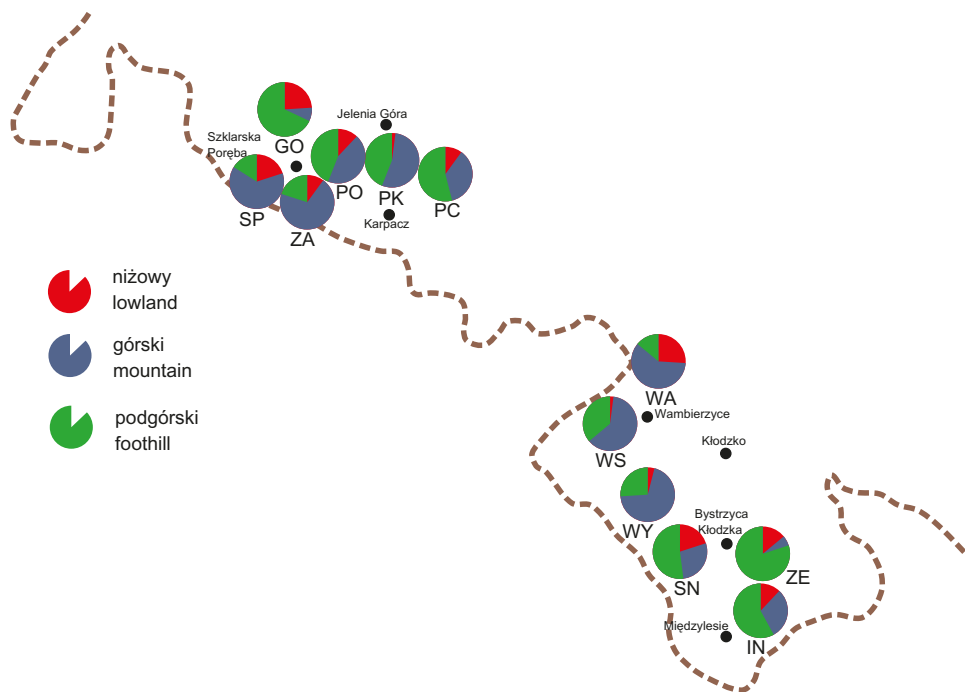 Jelenia Góra
Szklarska
Poręba
GO
PO
PK
PC
SP
ZA
Karpacz
niżowy
lowland
górski
mountain
podgórski
foothill
WA
Wambierzyce
WS
Kłodzko
WY
Bystrzyca
Kłodzka
SN
ZE
Międzylesie
IN